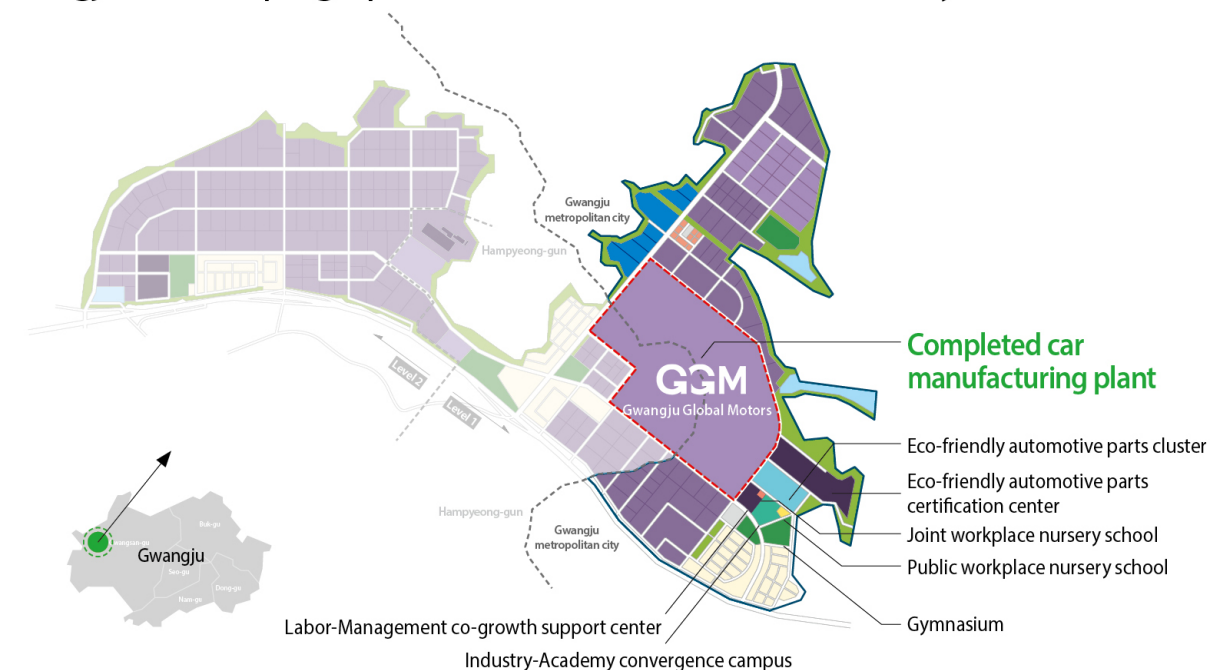 Gwangju
metropolitan city
Hampyeong-gun
Completed car
manufacturing plant
GGM
Gwangju Global Motors
Level 2
Level 1
Eco-friendly automotive parts cluster
Eco-friendly automotive parts
certification center
Joint workplace nursery school
Public workplace nursery school
Gymnasium
Hampyeong-gun
Gwangju
metropolitan city
Buk-gu
Gwangju
Seo-gu
Dong-gu
Nam-gu
Labor-Management co-growth support center
Industry-Academy convergence campus